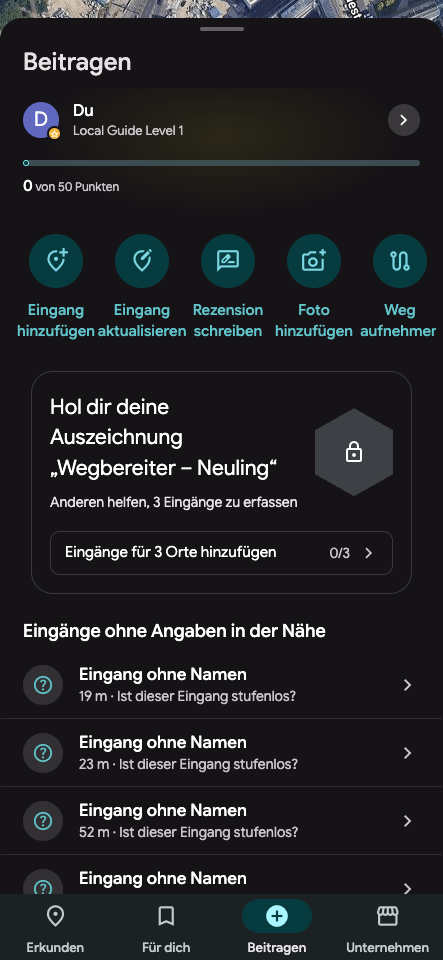 West
Beitragen
D
Du
Local Guide Level 1
0 von 50 Punkten
Eingang hinzufügen
Eingang aktualisieren
Rezension schreiben
Foto hinzufügen
Weg aufnehmen
Hol dir deine
Auszeichnung
„Wegbereiter – Neuling“
Anderen helfen, 3 Eingänge zu erfassen
Eingänge für 3 Orte hinzufügen 0/3
Eingänge ohne Angaben in der Nähe
Eingang ohne Namen
19 m · Ist dieser Eingang stufenlos?
Eingang ohne Namen
23 m · Ist dieser Eingang stufenlos?
Eingang ohne Namen
52 m · Ist dieser Eingang stufenlos?
Eingang ohne Namen
Erkunden
Für dich
Beitragen
Unternehmen